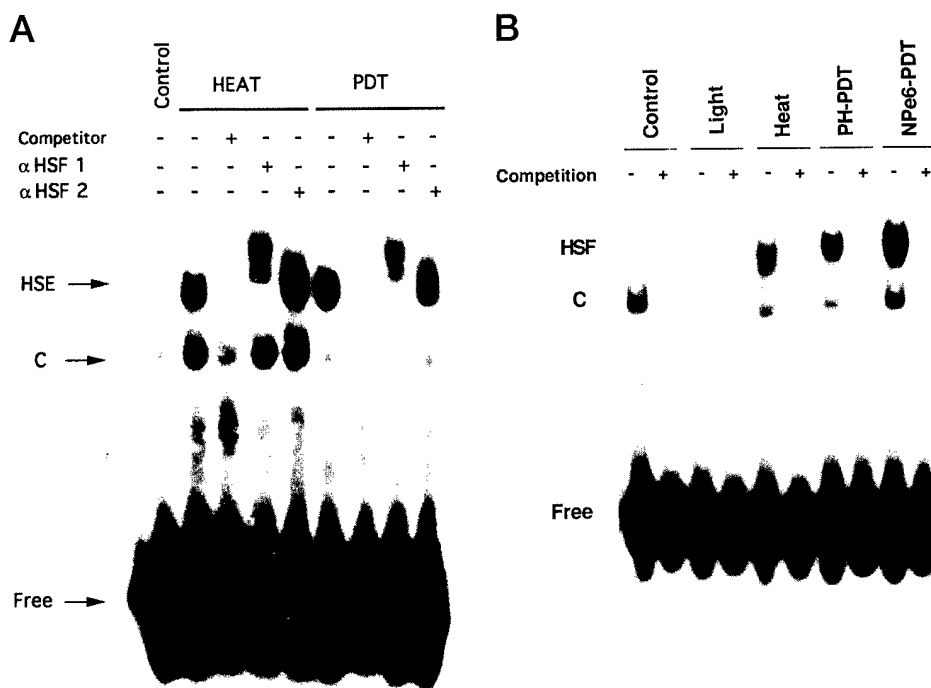 A
Control
HEAT
PDT
Competitor - - + - - - + - -
α HSF 1 - - - + - - - + -
α HSF 2 - - - - + - - - +
HSE
C
Free
B
Control
Light
Heat
PH-PDT
NPe6-PDT
Competition - + - + - + - + - +
HSF
C
Free